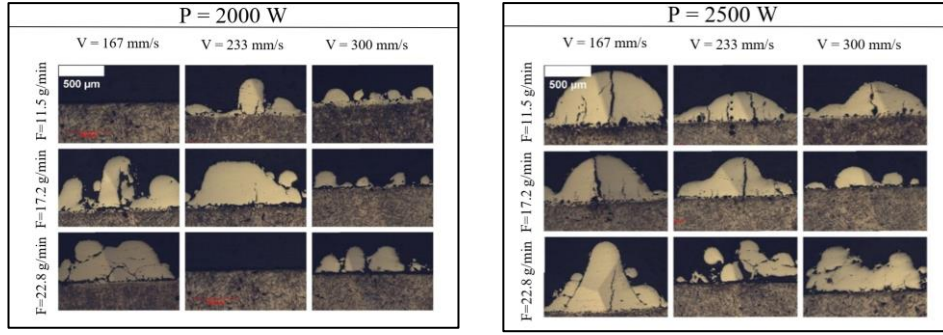 P = 2000 W
V = 167 mm/s V = 233 mm/s V = 300 mm/s
F=11.5 g/min
500 µm
F=17.2 g/min
F=22.8 g/min
P = 2500 W
V = 167 mm/s V = 233 mm/s V = 300 mm/s
F=11.5 g/min
500 µm
F=17.2 g/min
F=22.8 g/min